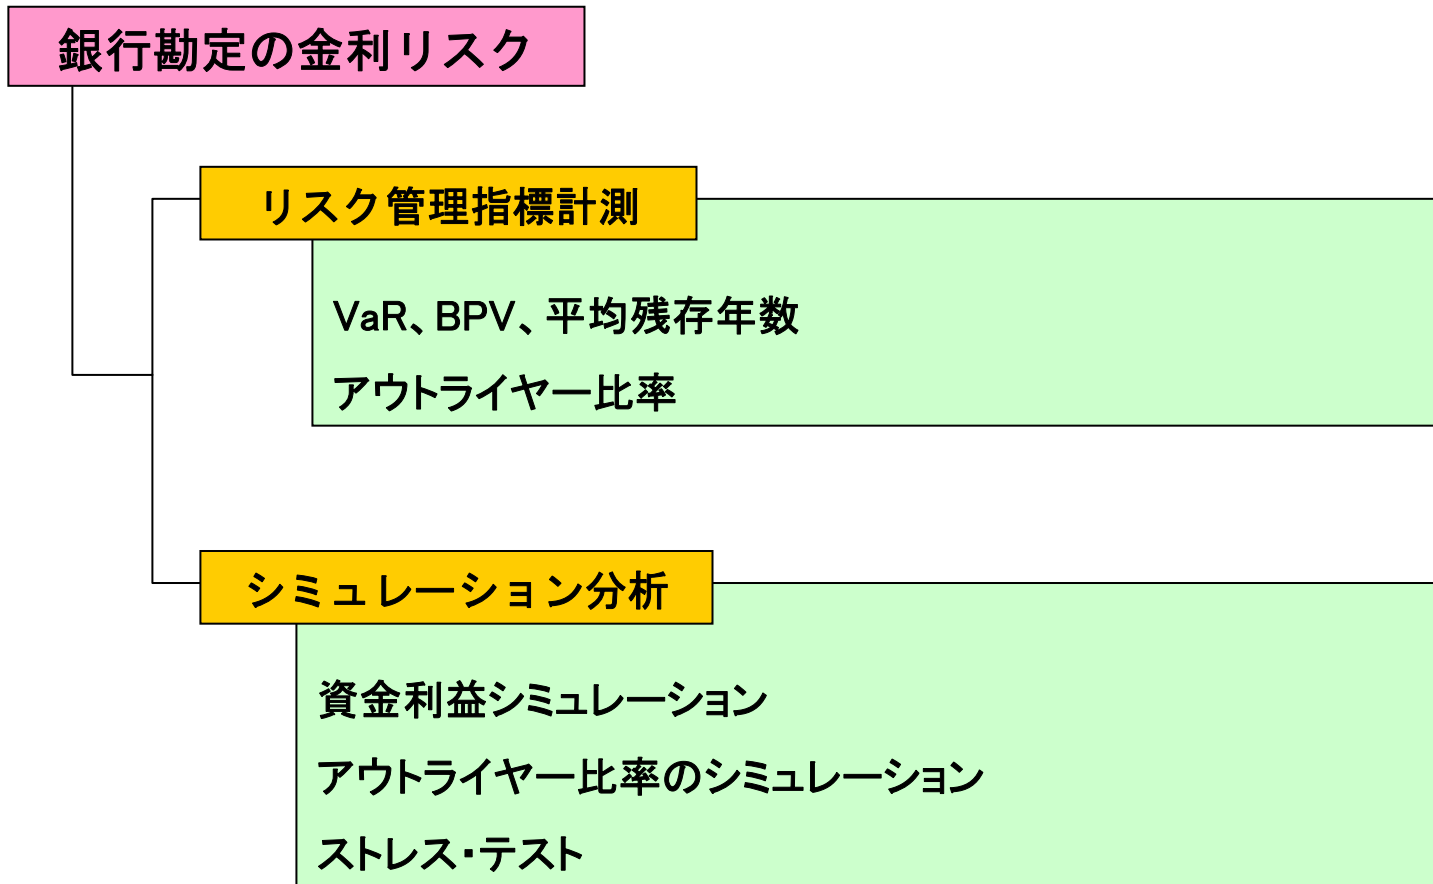 銀行勘定の金利リスク
リスク管理指標計測
VaR、BPV、平均残存年数
アウトライヤー比率
シミュレーション分析
資金利益シミュレーション
アウトライヤー比率のシミュレーション
ストレス・テスト